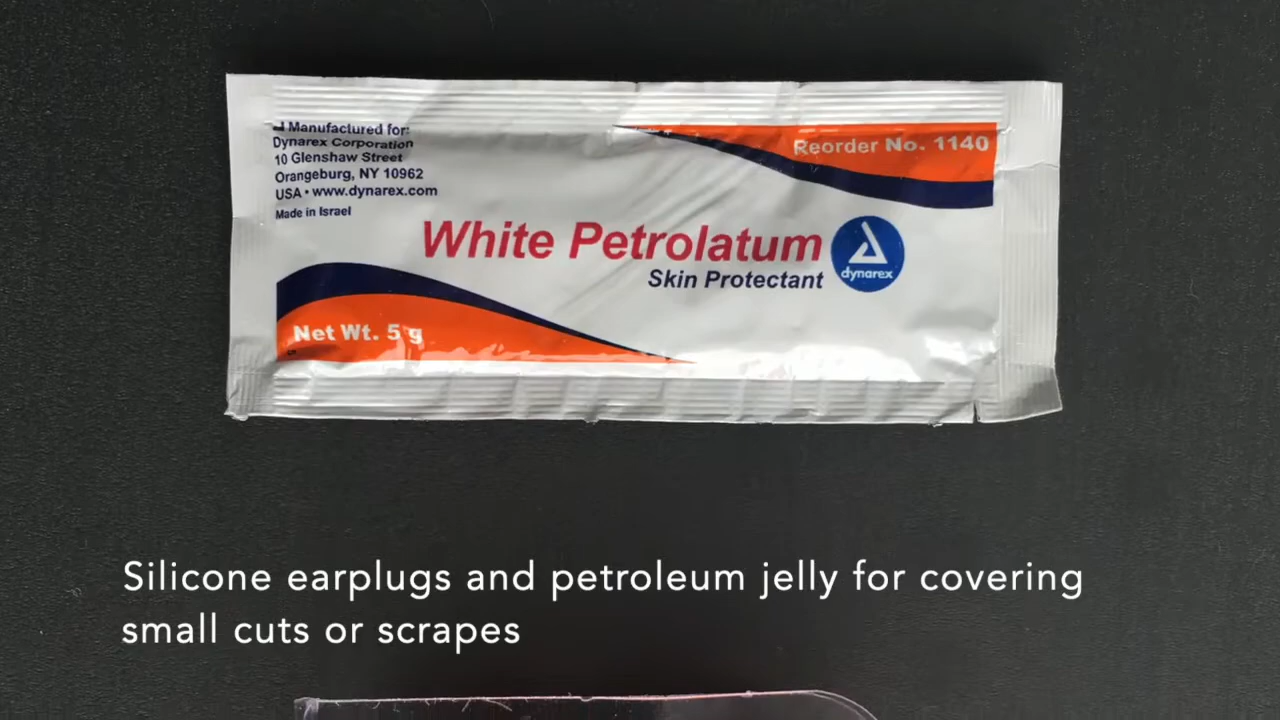 Manufactured for:
Dynarex Corporation
10 Glenshaw Street
Orangeburg, NY 10962
USA • www.dynarex.com
Made in Israel
Reorder No. 1140
White Petrolatum
Skin Protectant
dynarex
Net Wt. 5 g
Silicone earplugs and petroleum jelly for covering
small cuts or scrapes